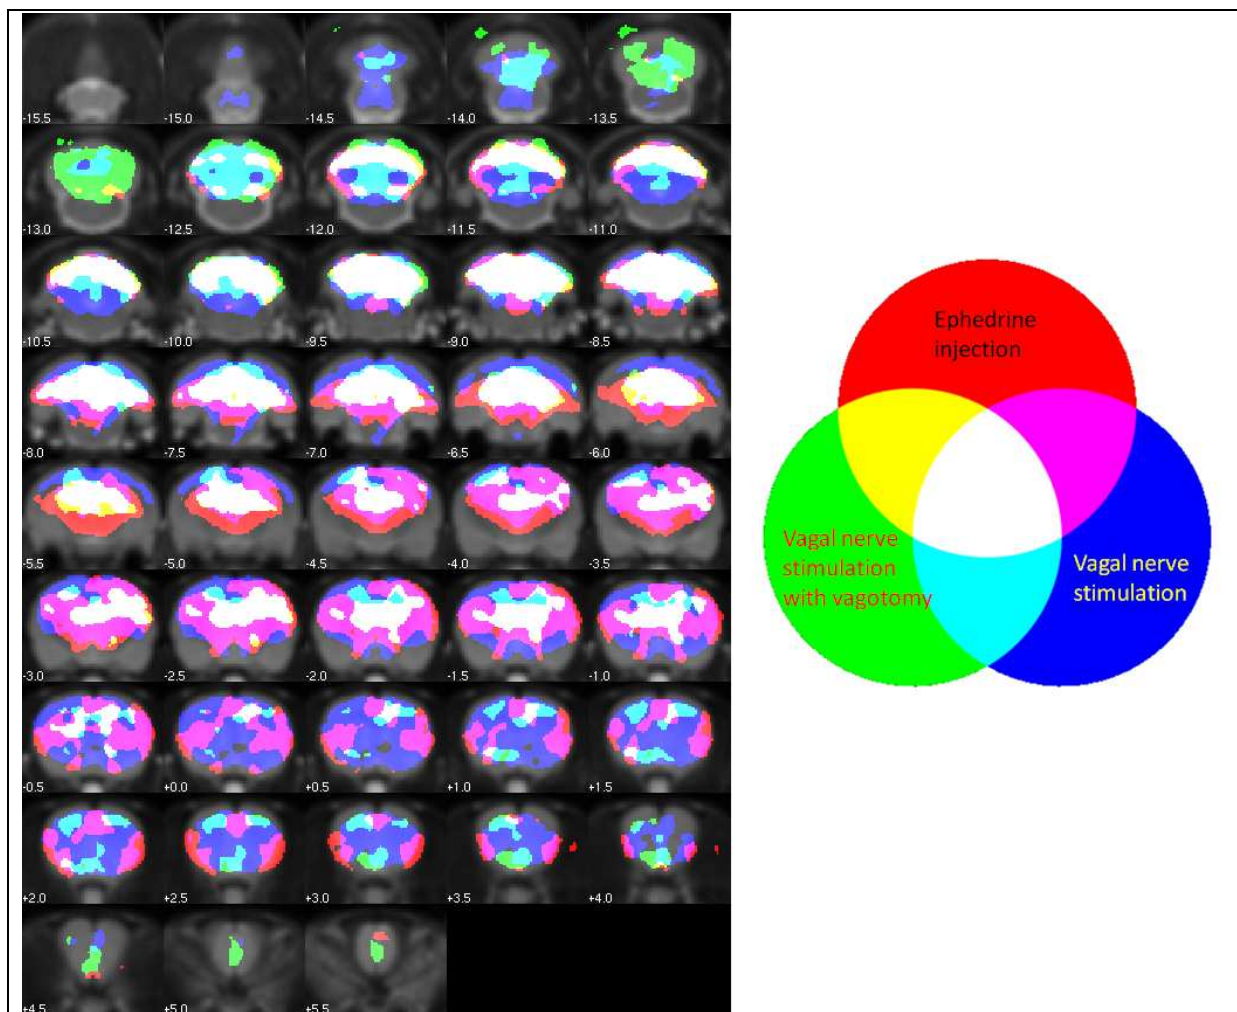 -15.5 -15.0 -14.5 -14.0 -13.5
-13.0 -12.5 -12.0 -11.5 -11.0
-10.5 -10.0 -9.5 -9.0 -8.5
-8.0 -7.5 -7.0 -6.5 -6.0
-5.5 -5.0 -4.5 -4.0 -3.5
-3.0 -2.5 -2.0 -1.5 -1.0
-0.5 +0.0 +0.5 +1.0 +1.5
+2.0 +2.5 +3.0 +3.5 +4.0
+4.5 +5.0 +5.5
Ephedrine
injection
Vagal nerve
stimulation
with vagotomy
Vagal nerve
stimulation